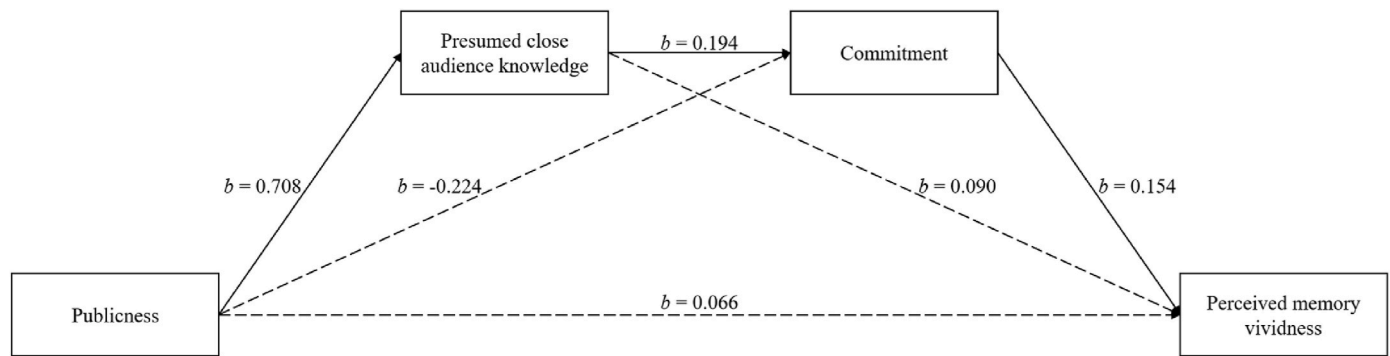 Presumed close
audience knowledge
b = 0.194
Commitment
b = 0.708
b = -0.224
b = 0.090
b = 0.154
Publicness
b = 0.066
Perceived memory
vividness